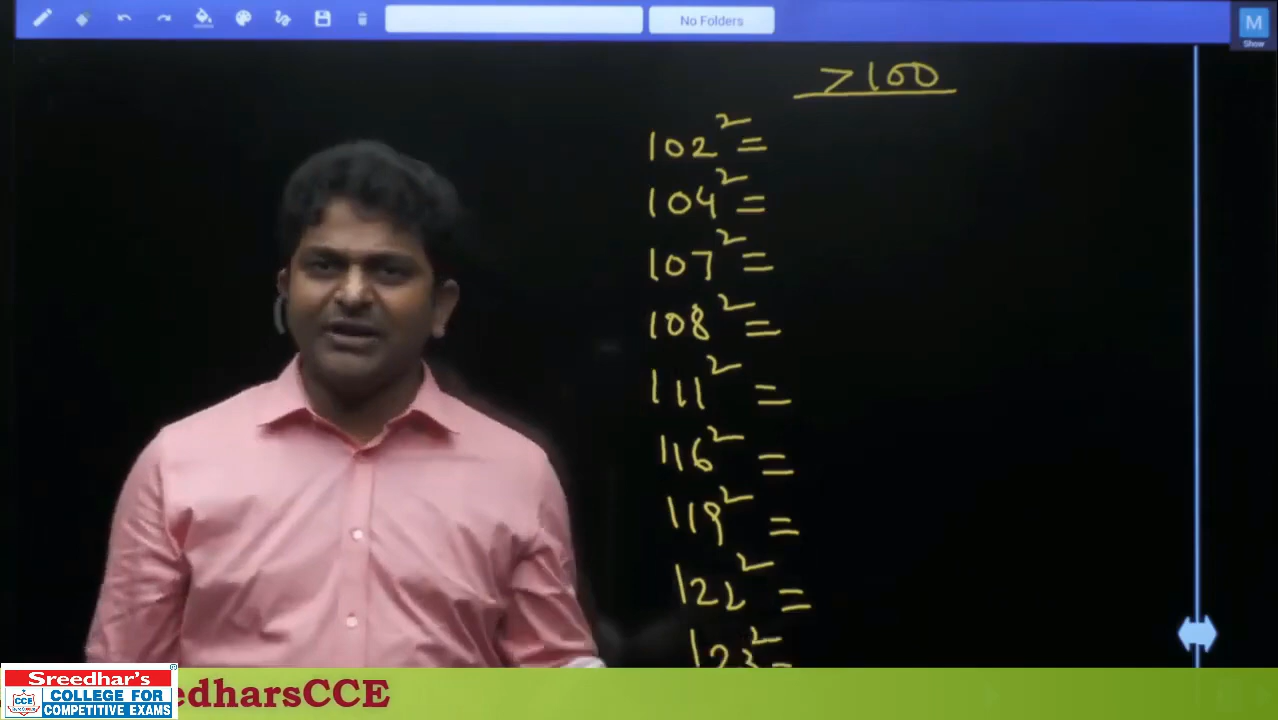 No Folders
M
Show
>100
102²=
104²=
107²=
108²=
111²=
116²=
119²=
122²=
123²=
Sreedhar's
COLLEGE FOR
COMPETITIVE EXAMS
CCE
edharsCCE